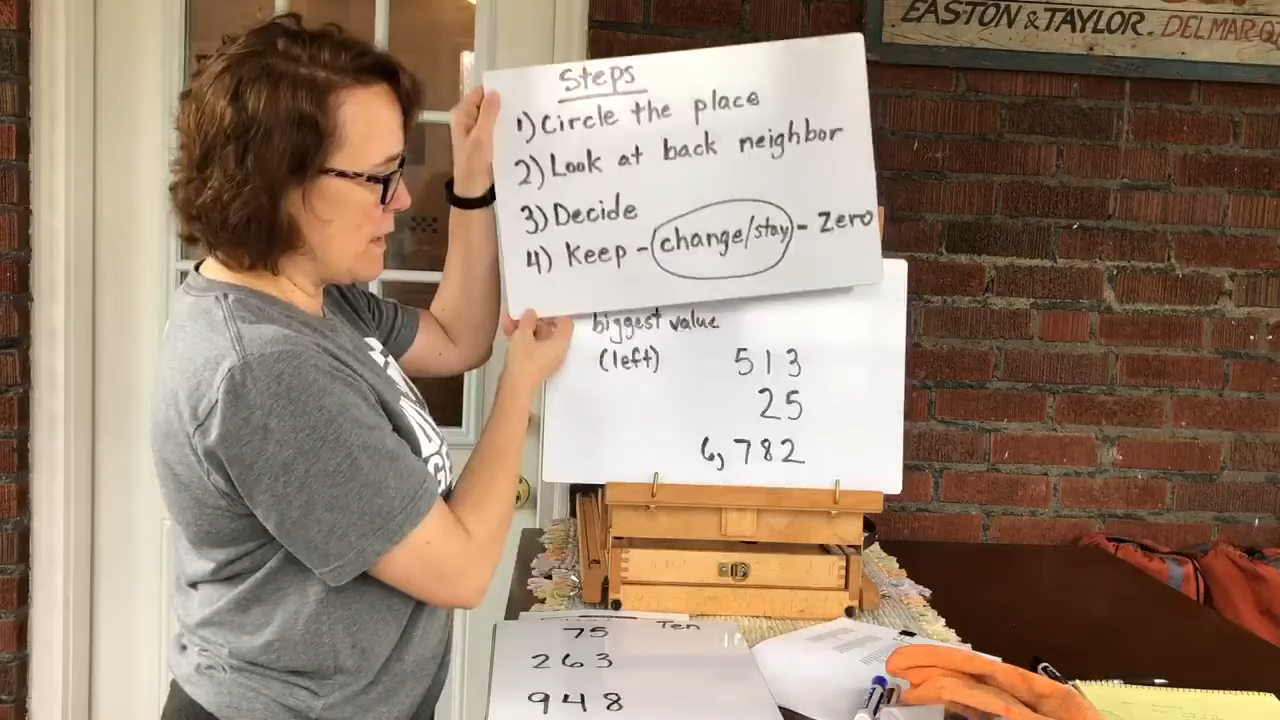 EASTON & TAYLOR. DELMAR
Steps
1) Circle the place
2) Look at back neighbor
3) Decide
4) Keep - change/stay - Zero
biggest value
(left)
513
25
6,782
Ten
75
263
948